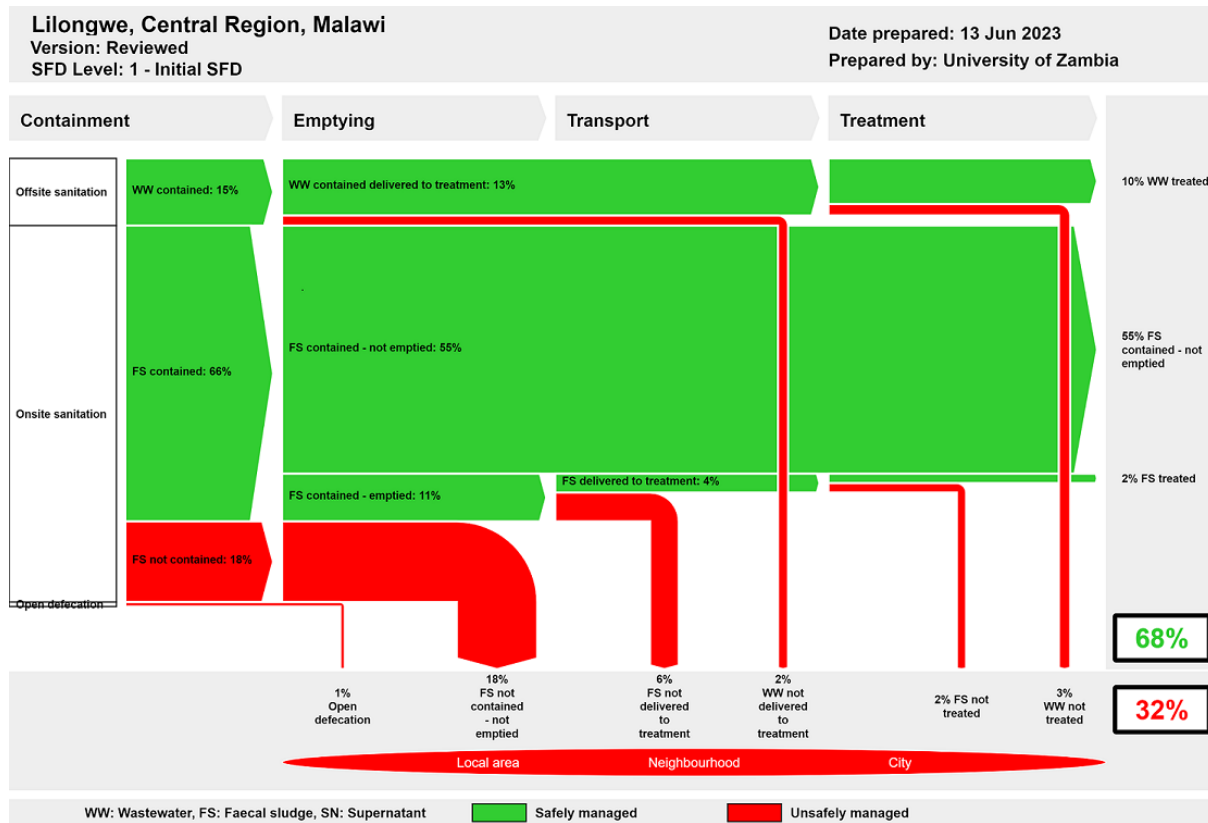 Lilongwe, Central Region, Malawi
Version: Reviewed
SFD Level: 1 - Initial SFD
Date prepared: 13 Jun 2023
Prepared by: University of Zambia
Containment
Emptying
Transport
Treatment
Offsite sanitation
WW contained: 15%
WW contained delivered to treatment: 13%
10% WW treated
FS contained - not emptied: 55%
55% FS
contained - not
emptied
FS contained: 66%
Onsite sanitation
FS delivered to treatment: 4%
2% FS treated
FS contained - emptied: 11%
FS not contained: 18%
Open defecation
68%
32%
1%
Open
defecation
18%
FS not
contained
- not
emptied
6%
FS not
delivered
to
treatment
2%
WW not
delivered
to
treatment
2% FS not
treated
3%
WW not
treated
Local area
Neighbourhood
City
WW: Wastewater, FS: Faecal sludge, SN: Supernatant
Safely managed
Unsafely managed